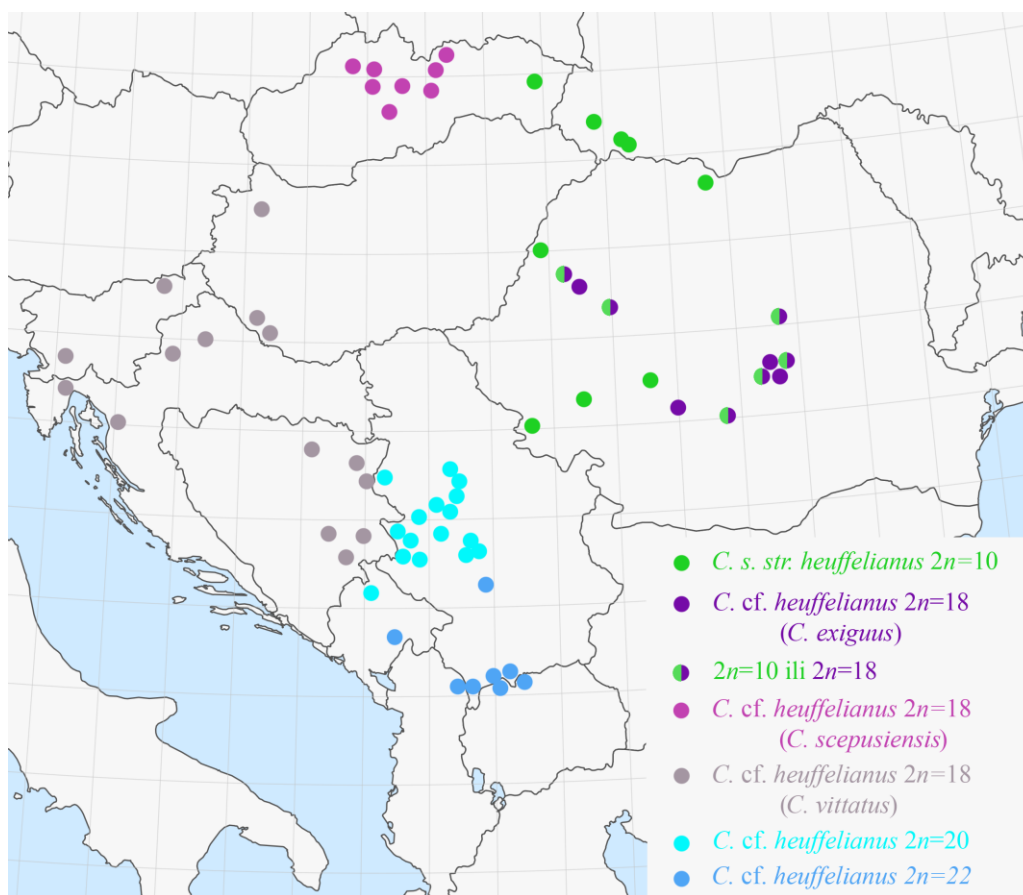 C. s. str. heuffelianus 2n=10
C. cf. heuffelianus 2n=18
(C. exiguus)
2n=10 ili 2n=18
C. cf. heuffelianus 2n=18
(C. scepusiensis)
C. cf. heuffelianus 2n=18
(C. vittatus)
C. cf. heuffelianus 2n=20
C. cf. heuffelianus 2n=22